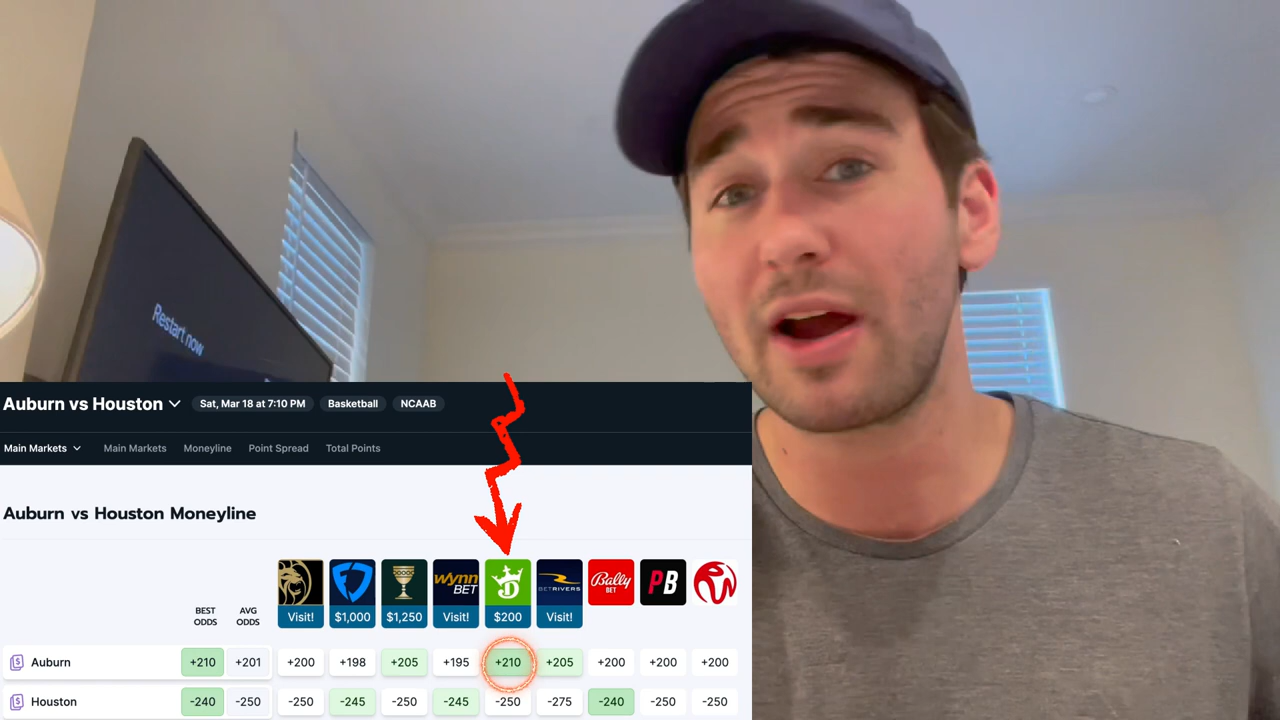 Restart now
Auburn vs Houston
Sat, Mar 18 at 7:10 PM
Basketball
NCAAB
Main Markets
Main Markets
Moneyline
Point Spread
Total Points
Auburn vs Houston Moneyline
BEST ODDS
AVG ODDS
WYNN BET
BETRIVERS
Bally BET
PB
Visit! $1,000 $1,250 Visit! $200 Visit!
Auburn +210 +201 +200 +198 +205 +195 +210 +205 +200 +200 +200
Houston -240 -250 -250 -245 -250 -245 -250 -275 -240 -250 -250